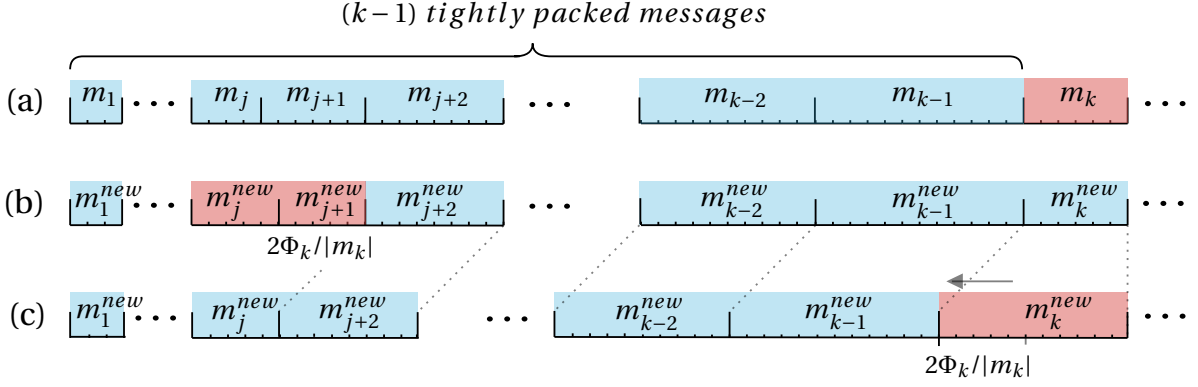 (k−1) tightly packed messages
(a) m_1 ••• m_j m_{j+1} m_{j+2} ••• m_{k−2} m_{k−1} m_k •••
(b) m_1^{new} ••• m_j^{new} m_{j+1}^{new} m_{j+2}^{new} ••• m_{k−2}^{new} m_{k−1}^{new} m_k^{new} •••
2Φ_k/|m_k|
(c) m_1^{new} ••• m_j^{new} m_{j+2}^{new} ••• m_{k−2}^{new} m_{k−1}^{new} m_k^{new} •••
2Φ_k/|m_k|